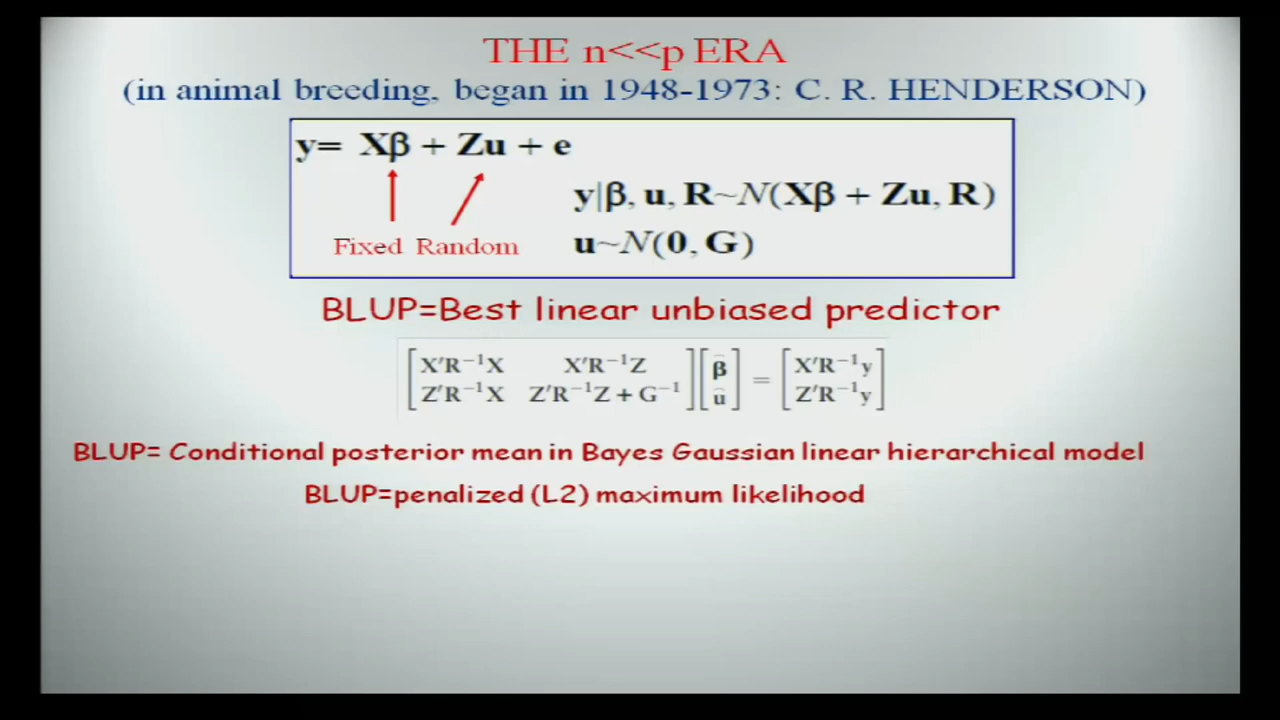 THE n<<p ERA
(in animal breeding, began in 1948-1973: C. R. HENDERSON)
y= Xβ + Zu + e
y|β, u, R~N(Xβ + Zu, R)
Fixed Random
u~N(0, G)
BLUP=Best linear unbiased predictor
[X′R⁻¹X X′R⁻¹Z] [β̂] = [X′R⁻¹y]
[Z′R⁻¹X Z′R⁻¹Z + G⁻¹] [û] [Z′R⁻¹y]
BLUP= Conditional posterior mean in Bayes Gaussian linear hierarchical model
BLUP=penalized (L2) maximum likelihood